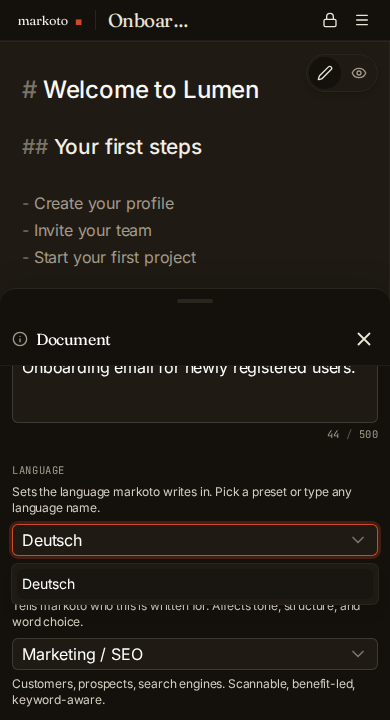 markoto
Onboar...
# Welcome to Lumen
## Your first steps
- Create your profile
- Invite your team
- Start your first project
Document
Onboarding email for newly registered users.
44 / 500
LANGUAGE
Sets the language markoto writes in. Pick a preset or type any
language name.
Deutsch
Deutsch
Tells markoto who this is written for. Affects tone, structure, and
word choice.
Marketing / SEO
Customers, prospects, search engines. Scannable, benefit-led,
keyword-aware.